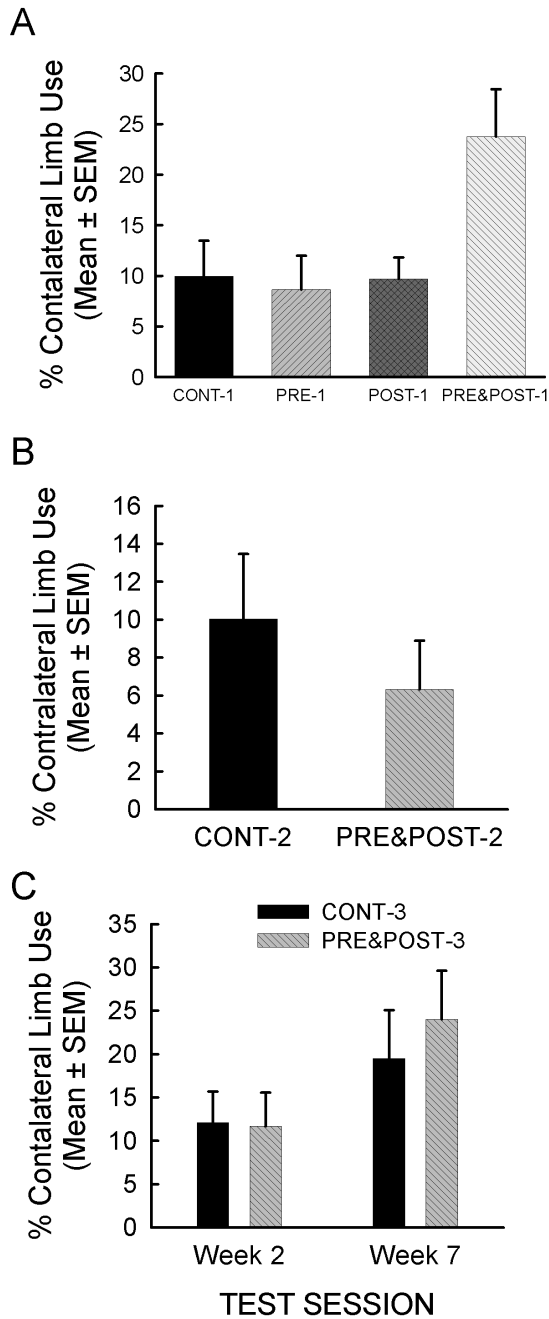 A
% Contalateral Limb Use
(Mean ± SEM)
30
25
20
15
10
5
0
CONT-1 PRE-1 POST-1 PRE&POST-1
B
% Contralateral Limb Use
(Mean ± SEM)
16
14
12
10
8
6
4
2
0
CONT-2 PRE&POST-2
C
% Contalateral Limb Use
(Mean ± SEM)
CONT-3
PRE&POST-3
35
30
25
20
15
10
5
0
Week 2 Week 7
TEST SESSION